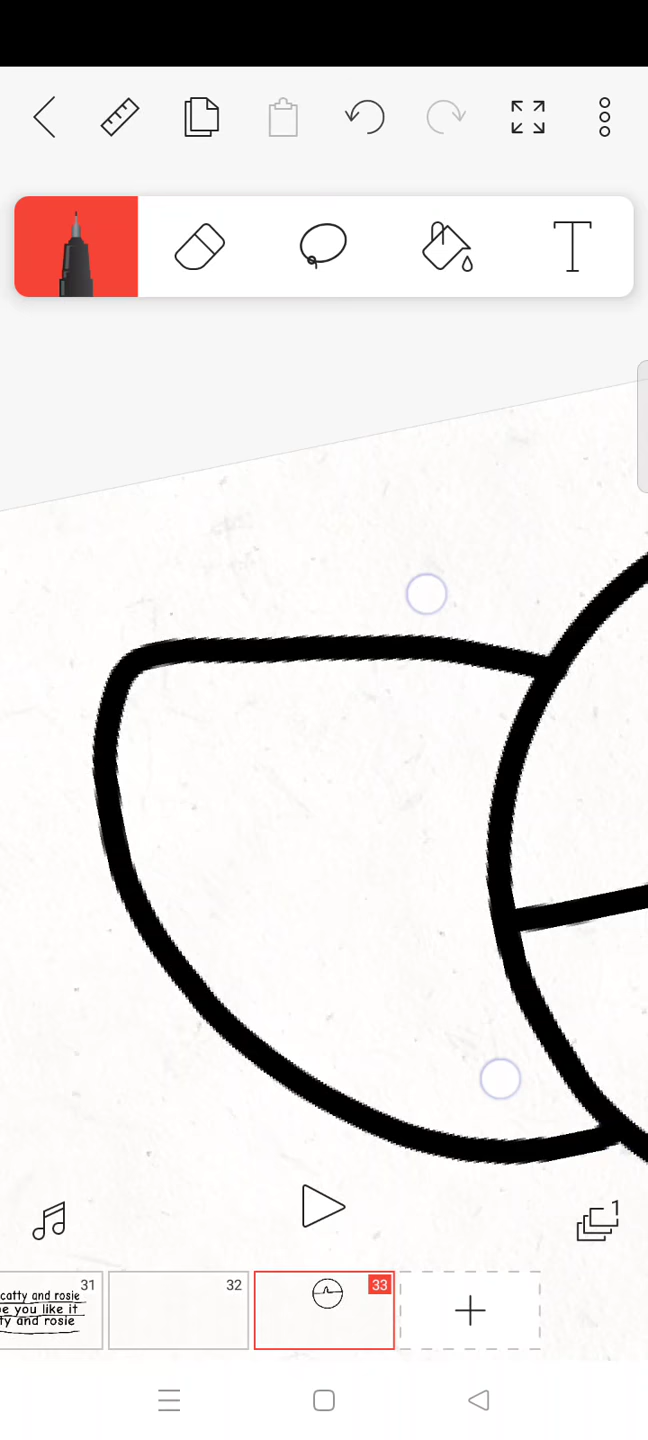 T
1
31
32
33
catty and rosie
e you like it
ty and rosie